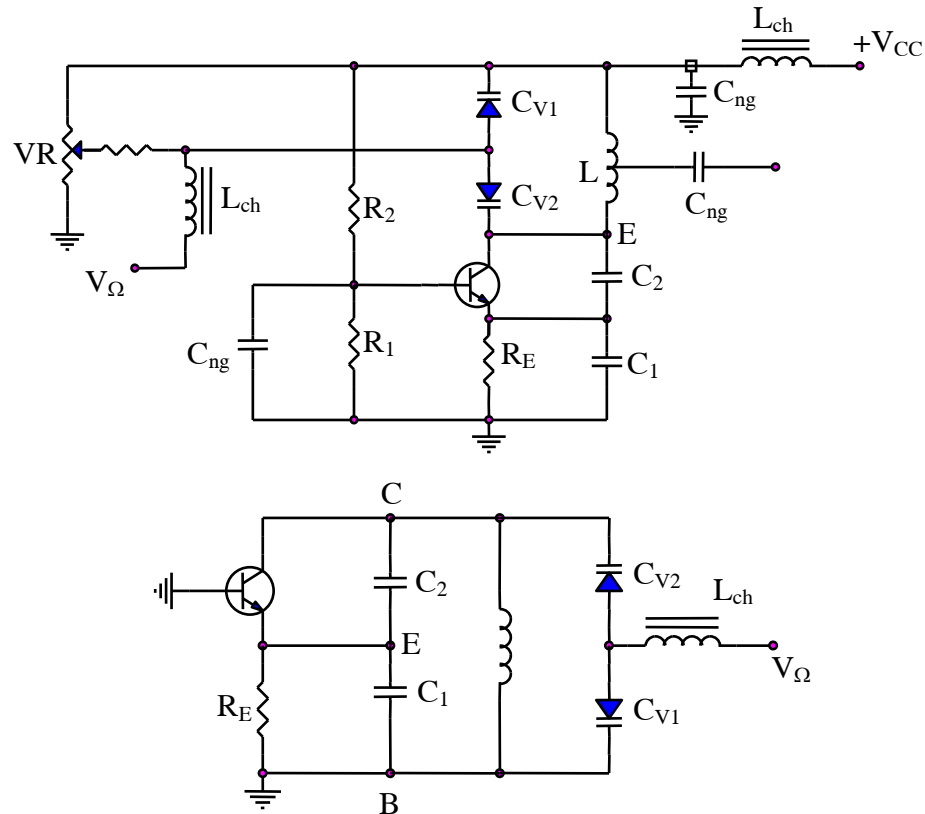 L_ch
+V_CC
C_V1
C_ng
VR
L
L_ch
R_2
C_V2
C_ng
E
V_Ω
C_2
C_ng
R_1
R_E
C_1
C
C_2
C_V2
L_ch
E
V_Ω
R_E
C_1
C_V1
B